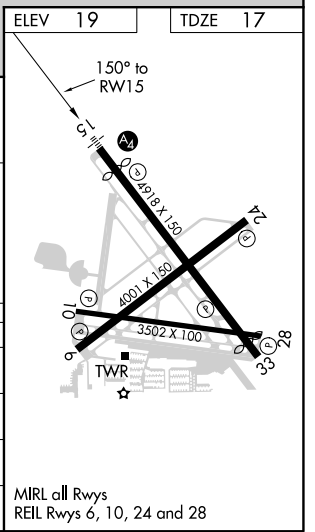 ELEV 19
TDZE 17
150° to
RW15
15
A4
P
4918 X 150
24
P
4001 X 150
P
10
P
P
3502 X 100
P
28
6
33
TWR
MIRL all Rwys
REIL Rwys 6, 10, 24 and 28